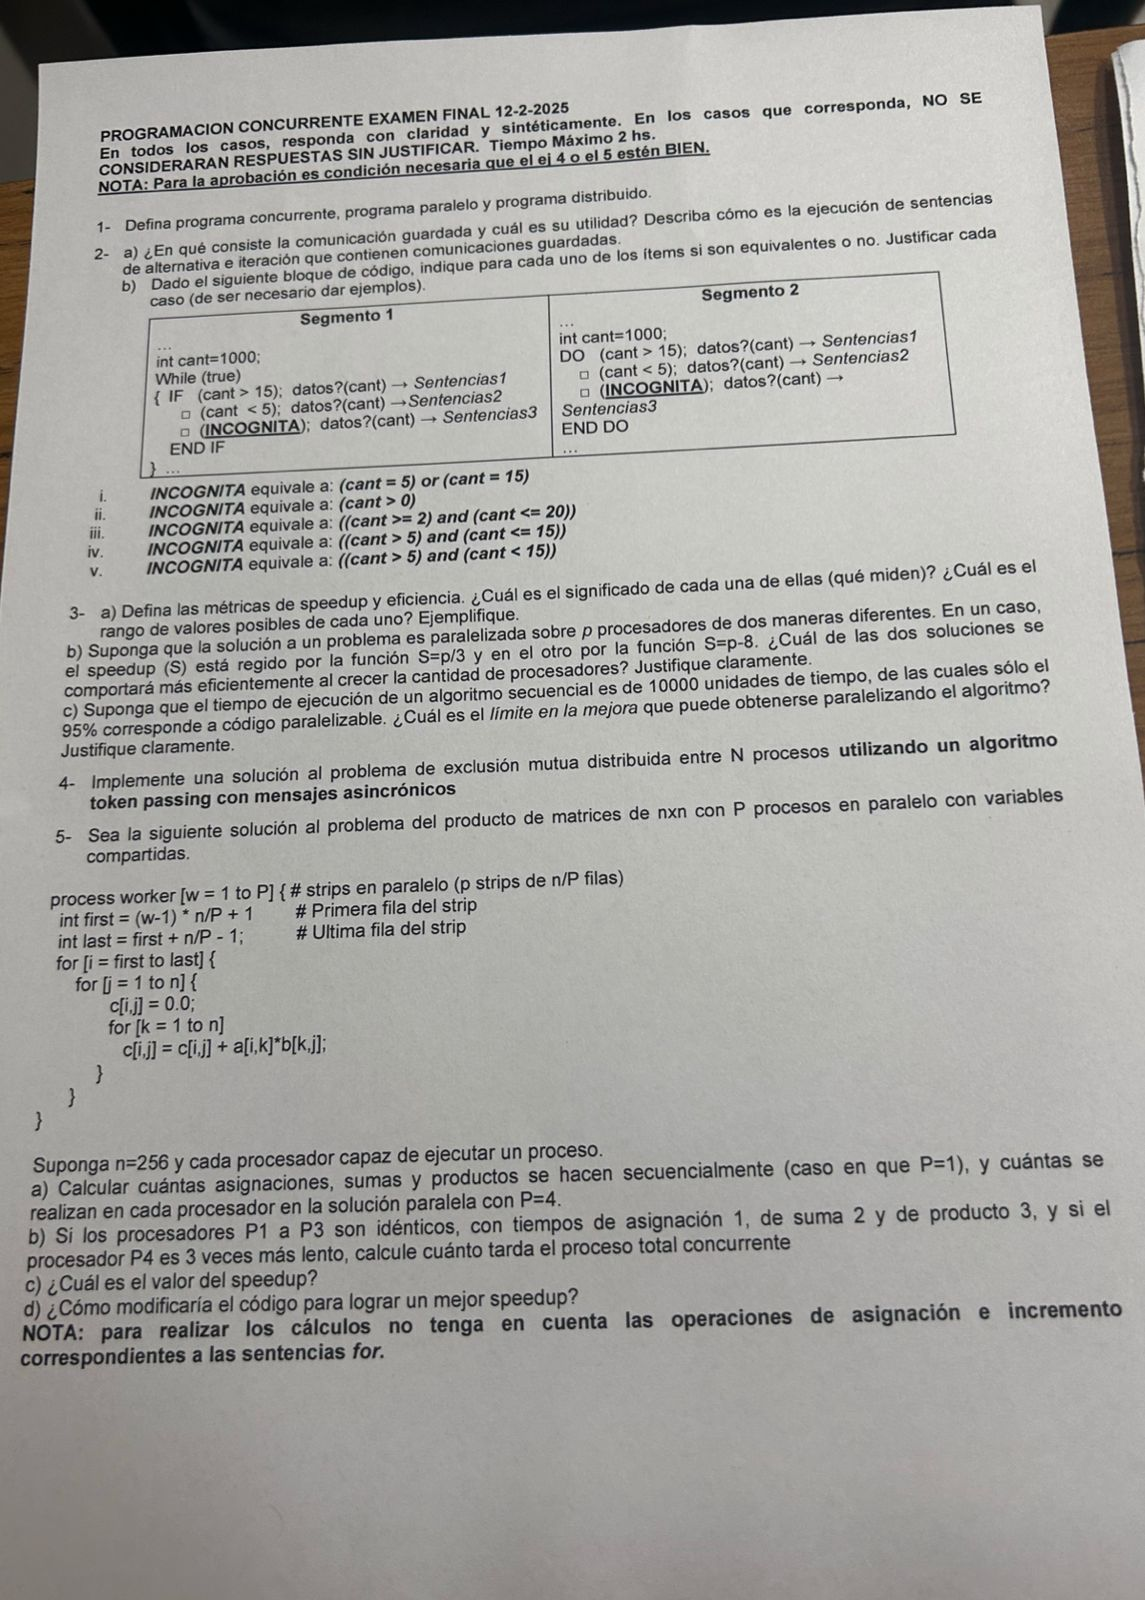 PROGRAMACION CONCURRENTE EXAMEN FINAL 12-2-2025
En todos los casos, responda con claridad y sintéticamente. En los casos que corresponda, NO SE
CONSIDERARAN RESPUESTAS SIN JUSTIFICAR. Tiempo Máximo 2 hs.
NOTA: Para la aprobación es condición necesaria que el ej 4 o el 5 estén BIEN.
1- Defina programa concurrente, programa paralelo y programa distribuido.
2- a) ¿En qué consiste la comunicación guardada y cuál es su utilidad? Describa cómo es la ejecución de sentencias
de alternativa e iteración que contienen comunicaciones guardadas.
b) Dado el siguiente bloque de código, indique para cada uno de los ítems si son equivalentes o no. Justificar cada
caso (de ser necesario dar ejemplos).
Segmento 1
...
int cant=1000;
While (true)
{ IF (cant > 15); datos?(cant) → Sentencias1
□ (cant < 5); datos?(cant) →Sentencias2
□ (INCOGNITA); datos?(cant) → Sentencias3
END IF
} ...
Segmento 2
...
int cant=1000;
DO (cant > 15); datos?(cant) → Sentencias1
□ (cant < 5); datos?(cant) → Sentencias2
□ (INCOGNITA); datos?(cant) →
Sentencias3
END DO
...
i. INCOGNITA equivale a: (cant = 5) or (cant = 15)
ii. INCOGNITA equivale a: (cant > 0)
iii. INCOGNITA equivale a: ((cant >= 2) and (cant <= 20))
iv. INCOGNITA equivale a: ((cant > 5) and (cant <= 15))
v. INCOGNITA equivale a: ((cant > 5) and (cant < 15))
3- a) Defina las métricas de speedup y eficiencia. ¿Cuál es el significado de cada una de ellas (qué miden)? ¿Cuál es el
rango de valores posibles de cada uno? Ejemplifique.
b) Suponga que la solución a un problema es paralelizada sobre p procesadores de dos maneras diferentes. En un caso,
el speedup (S) está regido por la función S=p/3 y en el otro por la función S=p-8. ¿Cuál de las dos soluciones se
comportará más eficientemente al crecer la cantidad de procesadores? Justifique claramente.
c) Suponga que el tiempo de ejecución de un algoritmo secuencial es de 10000 unidades de tiempo, de las cuales sólo el
95% corresponde a código paralelizable. ¿Cuál es el límite en la mejora que puede obtenerse paralelizando el algoritmo?
Justifique claramente.
4- Implemente una solución al problema de exclusión mutua distribuida entre N procesos utilizando un algoritmo
token passing con mensajes asincrónicos
5- Sea la siguiente solución al problema del producto de matrices de nxn con P procesos en paralelo con variables
compartidas.
process worker [w = 1 to P] { # strips en paralelo (p strips de n/P filas)
int first = (w-1) * n/P + 1 # Primera fila del strip
int last = first + n/P - 1; # Ultima fila del strip
for [i = first to last] {
for [j = 1 to n] {
c[i,j] = 0.0;
for [k = 1 to n]
c[i,j] = c[i,j] + a[i,k]*b[k,j];
}
}
}
Suponga n=256 y cada procesador capaz de ejecutar un proceso.
a) Calcular cuántas asignaciones, sumas y productos se hacen secuencialmente (caso en que P=1), y cuántas se
realizan en cada procesador en la solución paralela con P=4.
b) Si los procesadores P1 a P3 son idénticos, con tiempos de asignación 1, de suma 2 y de producto 3, y si el
procesador P4 es 3 veces más lento, calcule cuánto tarda el proceso total concurrente
c) ¿Cuál es el valor del speedup?
d) ¿Cómo modificaría el código para lograr un mejor speedup?
NOTA: para realizar los cálculos no tenga en cuenta las operaciones de asignación e incremento
correspondientes a las sentencias for.